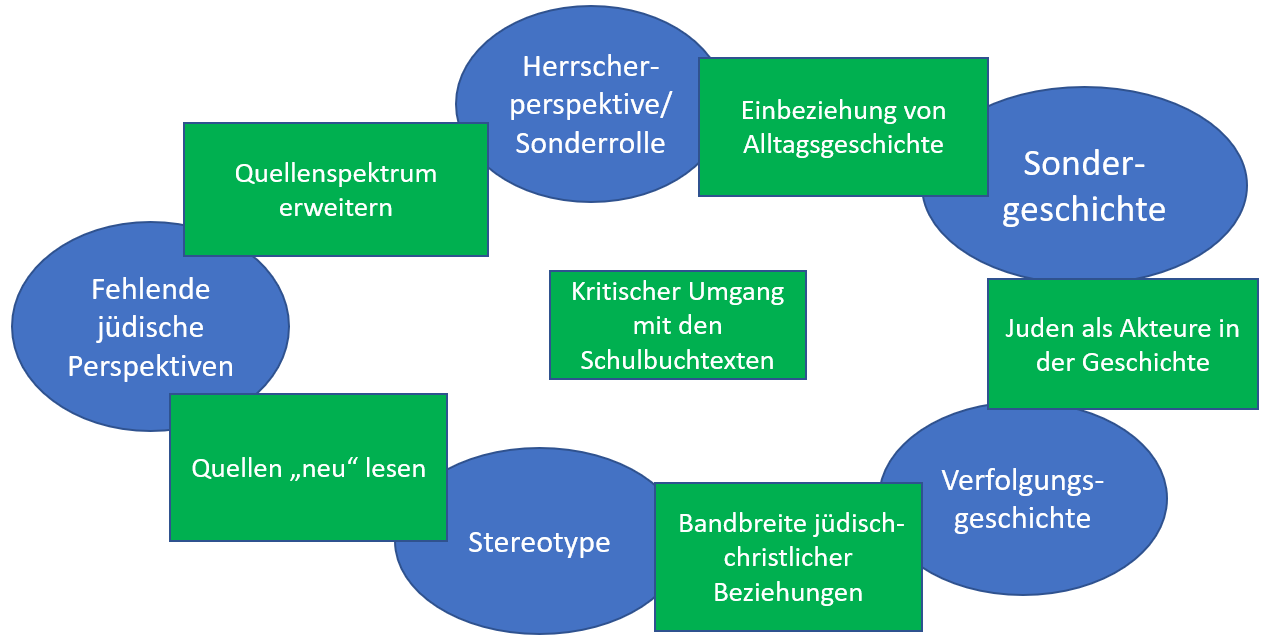 Herrscher-
perspektive/
Sonderrolle
Einbeziehung von
Alltagsgeschichte
Sonder-
geschichte
Quellenspektrum
erweitern
Fehlende
jüdische
Perspektiven
Kritischer Umgang
mit den
Schulbuchtexten
Juden als Akteure in
der Geschichte
Quellen „neu“ lesen
Stereotype
Bandbreite jüdisch-
christlicher
Beziehungen
Verfolgungs-
geschichte